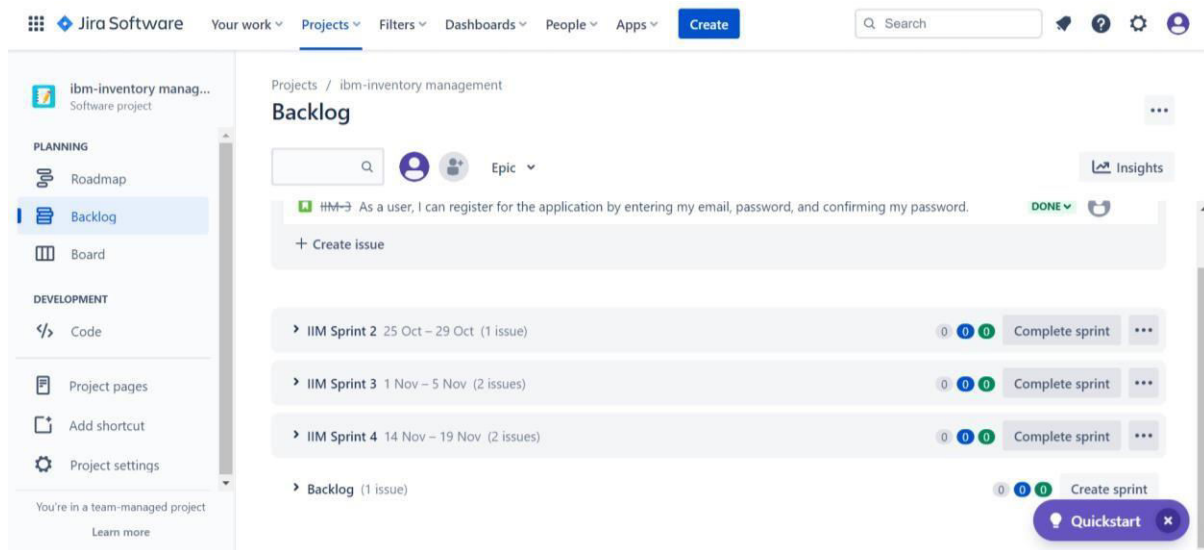 Jira Software Your work Projects Filters Dashboards People Apps Create Search
ibm-inventory manag...
Software project
PLANNING
Roadmap
Backlog
Board
DEVELOPMENT
Code
Project pages
Add shortcut
Project settings
You're in a team-managed project
Learn more
Projects / ibm-inventory management
Backlog
Epic Insights
IIM-3 As a user, I can register for the application by entering my email, password, and confirming my password. DONE
+ Create issue
IIM Sprint 2 25 Oct – 29 Oct (1 issue) 0 0 0 Complete sprint
IIM Sprint 3 1 Nov – 5 Nov (2 issues) 0 0 0 Complete sprint
IIM Sprint 4 14 Nov – 19 Nov (2 issues) 0 0 0 Complete sprint
Backlog (1 issue) 0 0 0 Create sprint
Quickstart